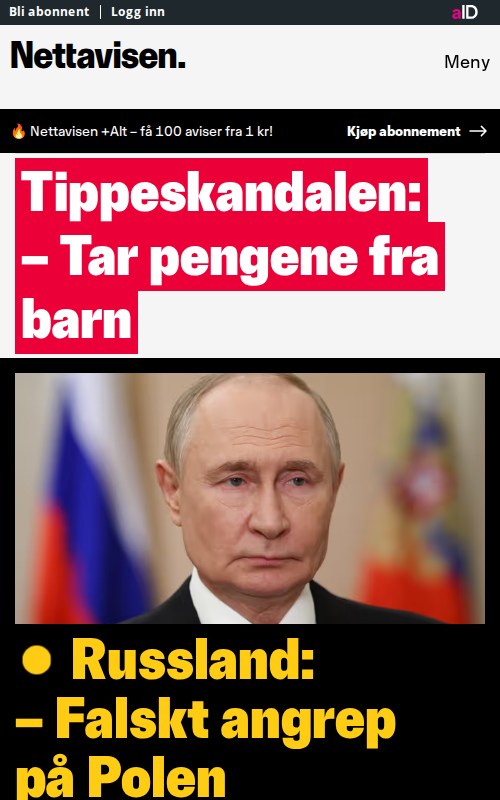 Bli abonnent | Logg inn
aID
Nettavisen.
Meny
🔥 Nettavisen +Alt – få 100 aviser fra 1 kr!
Kjøp abonnement →
Tippeskandalen:
– Tar pengene fra
barn
Russland:
– Falskt angrep
på Polen